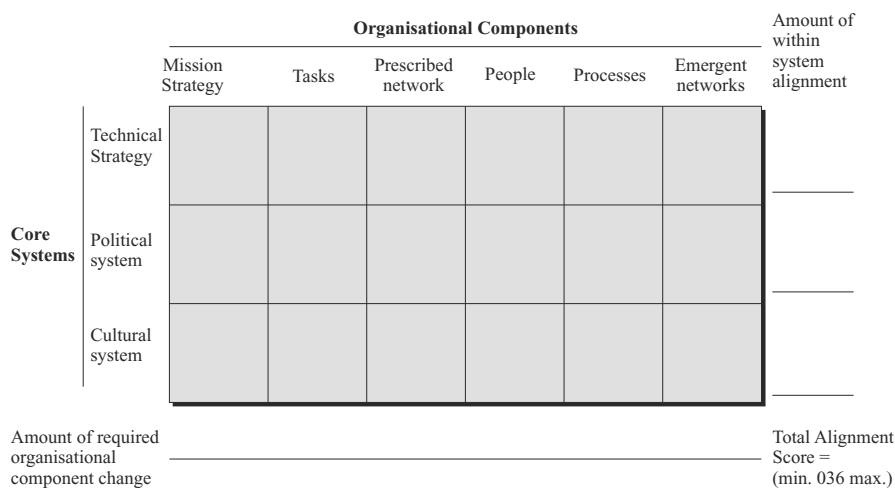 Organisational Components
Amount of
within
system
alignment
Mission
Strategy
Tasks
Prescribed
network
People
Processes
Emergent
networks
Core
Systems
Technical
Strategy
Political
system
Cultural
system
Amount of required
organisational
component change
Total Alignment
Score =
(min. 036 max.)